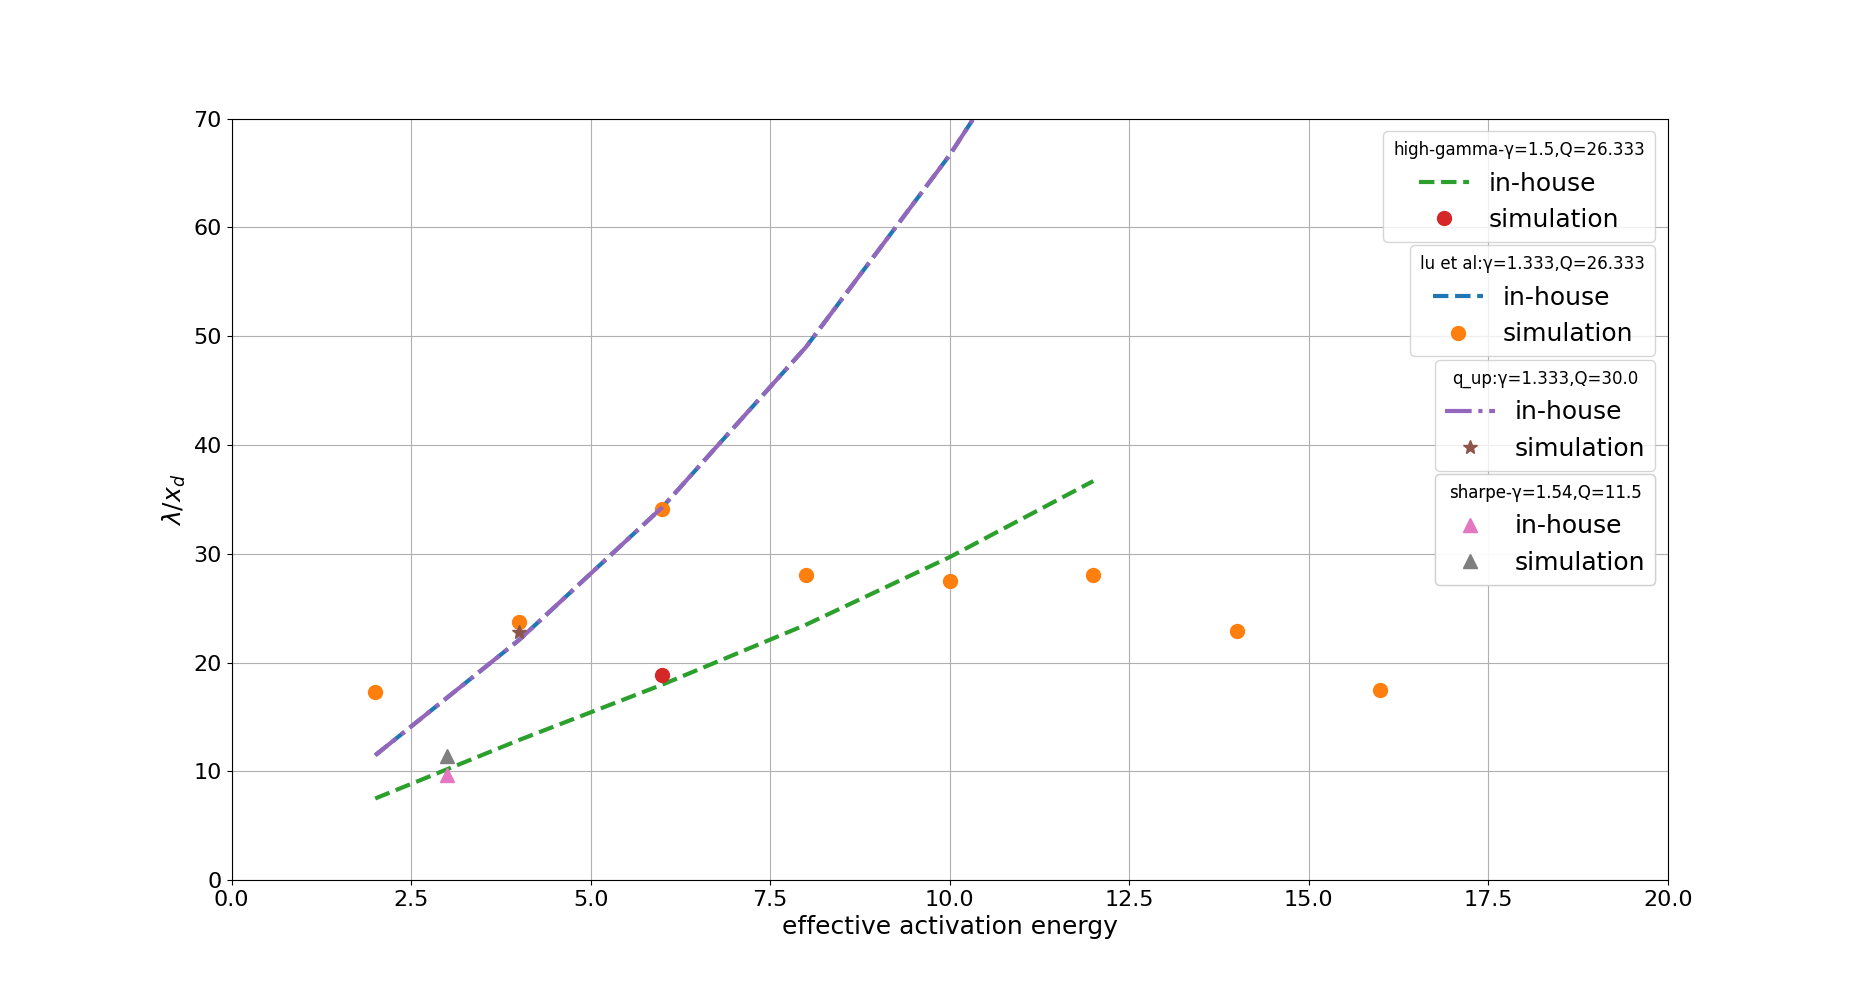 70
60
50
40
30
20
10
0
λ/x_d
0.0 2.5 5.0 7.5 10.0 12.5 15.0 17.5 20.0
effective activation energy
high-gamma-γ=1.5,Q=26.333
in-house
simulation
lu et al:γ=1.333,Q=26.333
in-house
simulation
q_up:γ=1.333,Q=30.0
in-house
simulation
sharpe-γ=1.54,Q=11.5
in-house
simulation